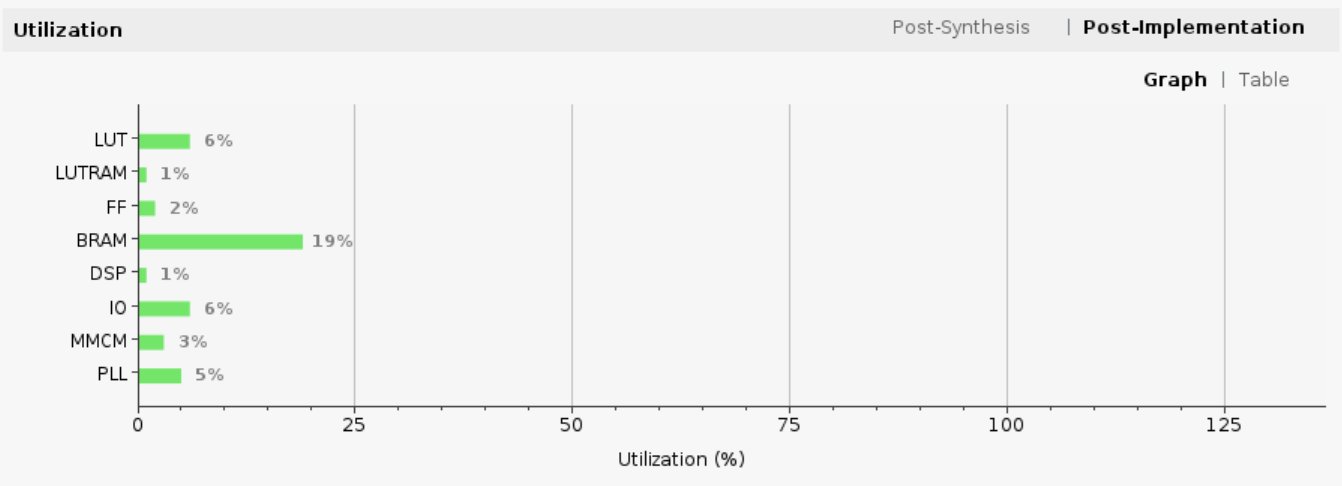 Utilization
Post-Synthesis | Post-Implementation
Graph | Table
LUT 6%
LUTRAM 1%
FF 2%
BRAM 19%
DSP 1%
IO 6%
MMCM 3%
PLL 5%
0 25 50 75 100 125
Utilization (%)